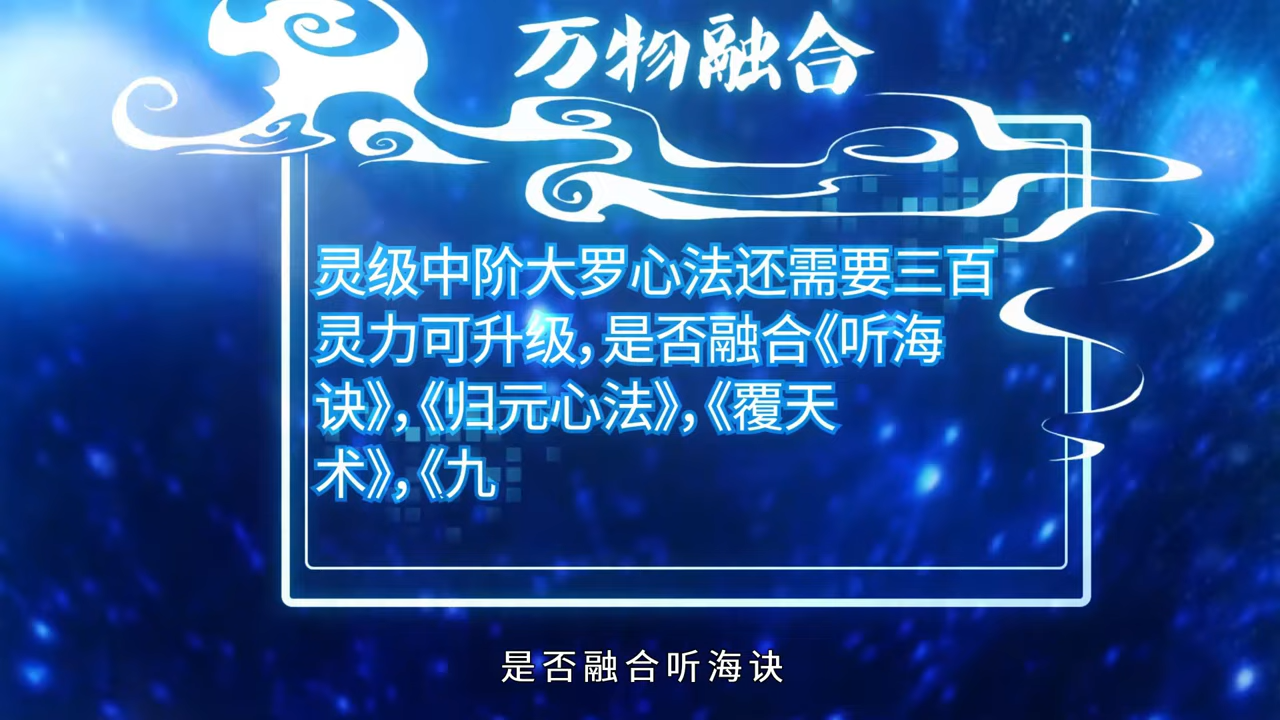 万物融合
灵级中阶大罗心法还需要三百
灵力可升级,是否融合《听海
诀》,《归元心法》,《覆天
术》,《九
是否融合听海诀